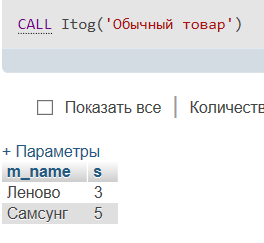 CALL Itog('Обычный товар')
Показать все Количеств
+ Параметры
m_name s
Леново 3
Самсунг 5